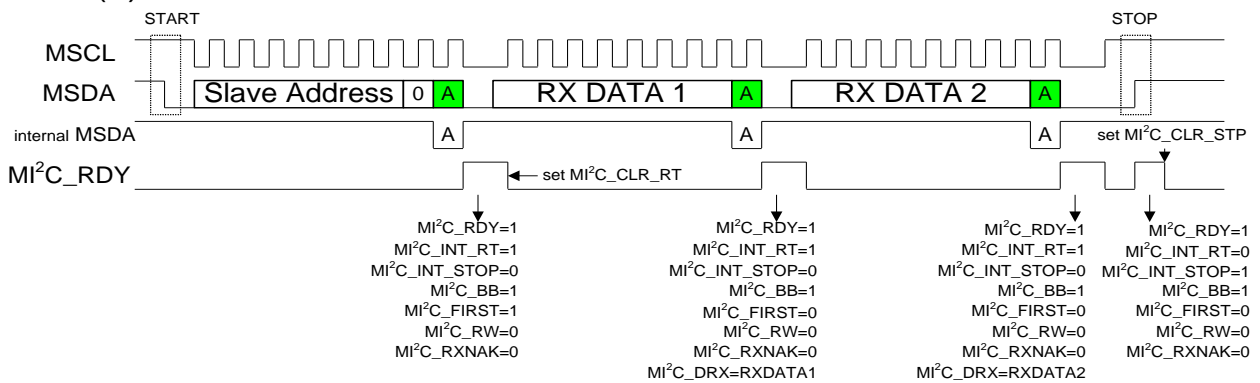 START STOP
MSCL
MSDA Slave Address 0 A RX DATA 1 A RX DATA 2 A
internal MSDA A A A set MI²C_CLR_STP
MI²C_RDY set MI²C_CLR_RT
MI²C_RDY=1 MI²C_RDY=1 MI²C_RDY=1 MI²C_RDY=1
MI²C_INT_RT=1 MI²C_INT_RT=1 MI²C_INT_RT=1 MI²C_INT_RT=0
MI²C_INT_STOP=0 MI²C_INT_STOP=0 MI²C_INT_STOP=0 MI²C_INT_STOP=1
MI²C_BB=1 MI²C_BB=1 MI²C_BB=1 MI²C_BB=1
MI²C_FIRST=1 MI²C_FIRST=0 MI²C_FIRST=0 MI²C_FIRST=0
MI²C_RW=0 MI²C_RW=0 MI²C_RW=0 MI²C_RW=0
MI²C_RXNAK=0 MI²C_RXNAK=0 MI²C_RXNAK=0 MI²C_RXNAK=0
MI²C_DRX=RXDATA1 MI²C_DRX=RXDATA2